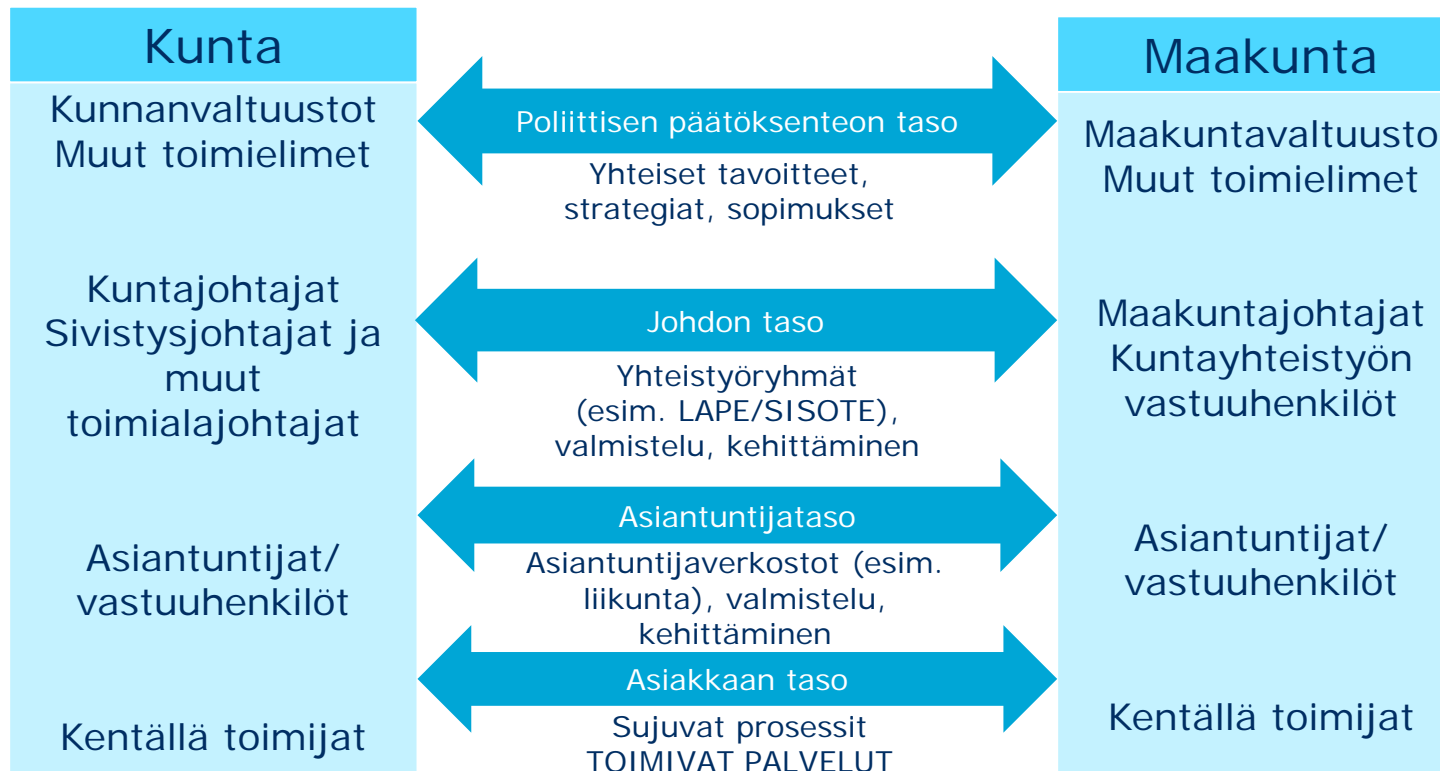 Kunta
Kunnanvaltuustot
Muut toimielimet
Kuntajohtajat
Sivistysjohtajat ja
muut
toimialajohtajat
Asiantuntijat/
vastuuhenkilöt
Kentällä toimijat
Poliittisen päätöksenteon taso
Yhteiset tavoitteet,
strategiat, sopimukset
Johdon taso
Yhteistyöryhmät
(esim. LAPE/SISOTE),
valmistelu, kehittäminen
Asiantuntijataso
Asiantuntijaverkostot (esim.
liikunta), valmistelu,
kehittäminen
Asiakkaan taso
Sujuvat prosessit
TOIMIVAT PALVELUT
Maakunta
Maakuntavaltuusto
Muut toimielimet
Maakuntajohtajat
Kuntayhteistyön
vastuuhenkilöt
Asiantuntijat/
vastuuhenkilöt
Kentällä toimijat